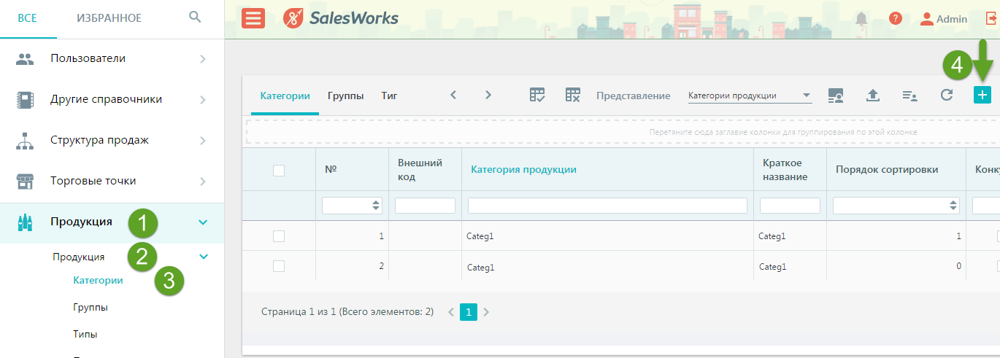 ВСЕ
ИЗБРАННОЕ
SalesWorks
?
Admin
Пользователи
Другие справочники
Структура продаж
Торговые точки
Продукция
1
Продукция
2
Категории
3
Группы
Типы
4
Категории
Группы
Тиг
Представление
Категории продукции
Перетяните сюда заглавие колонки для группирования по этой колонке
№
Внешний
код
Категория продукции
Краткое
название
Порядок сортировки
Конку
1
Categ1
Categ1
1
2
Categ1
Categ1
0
Страница 1 из 1 (Всего элементов: 2)
1